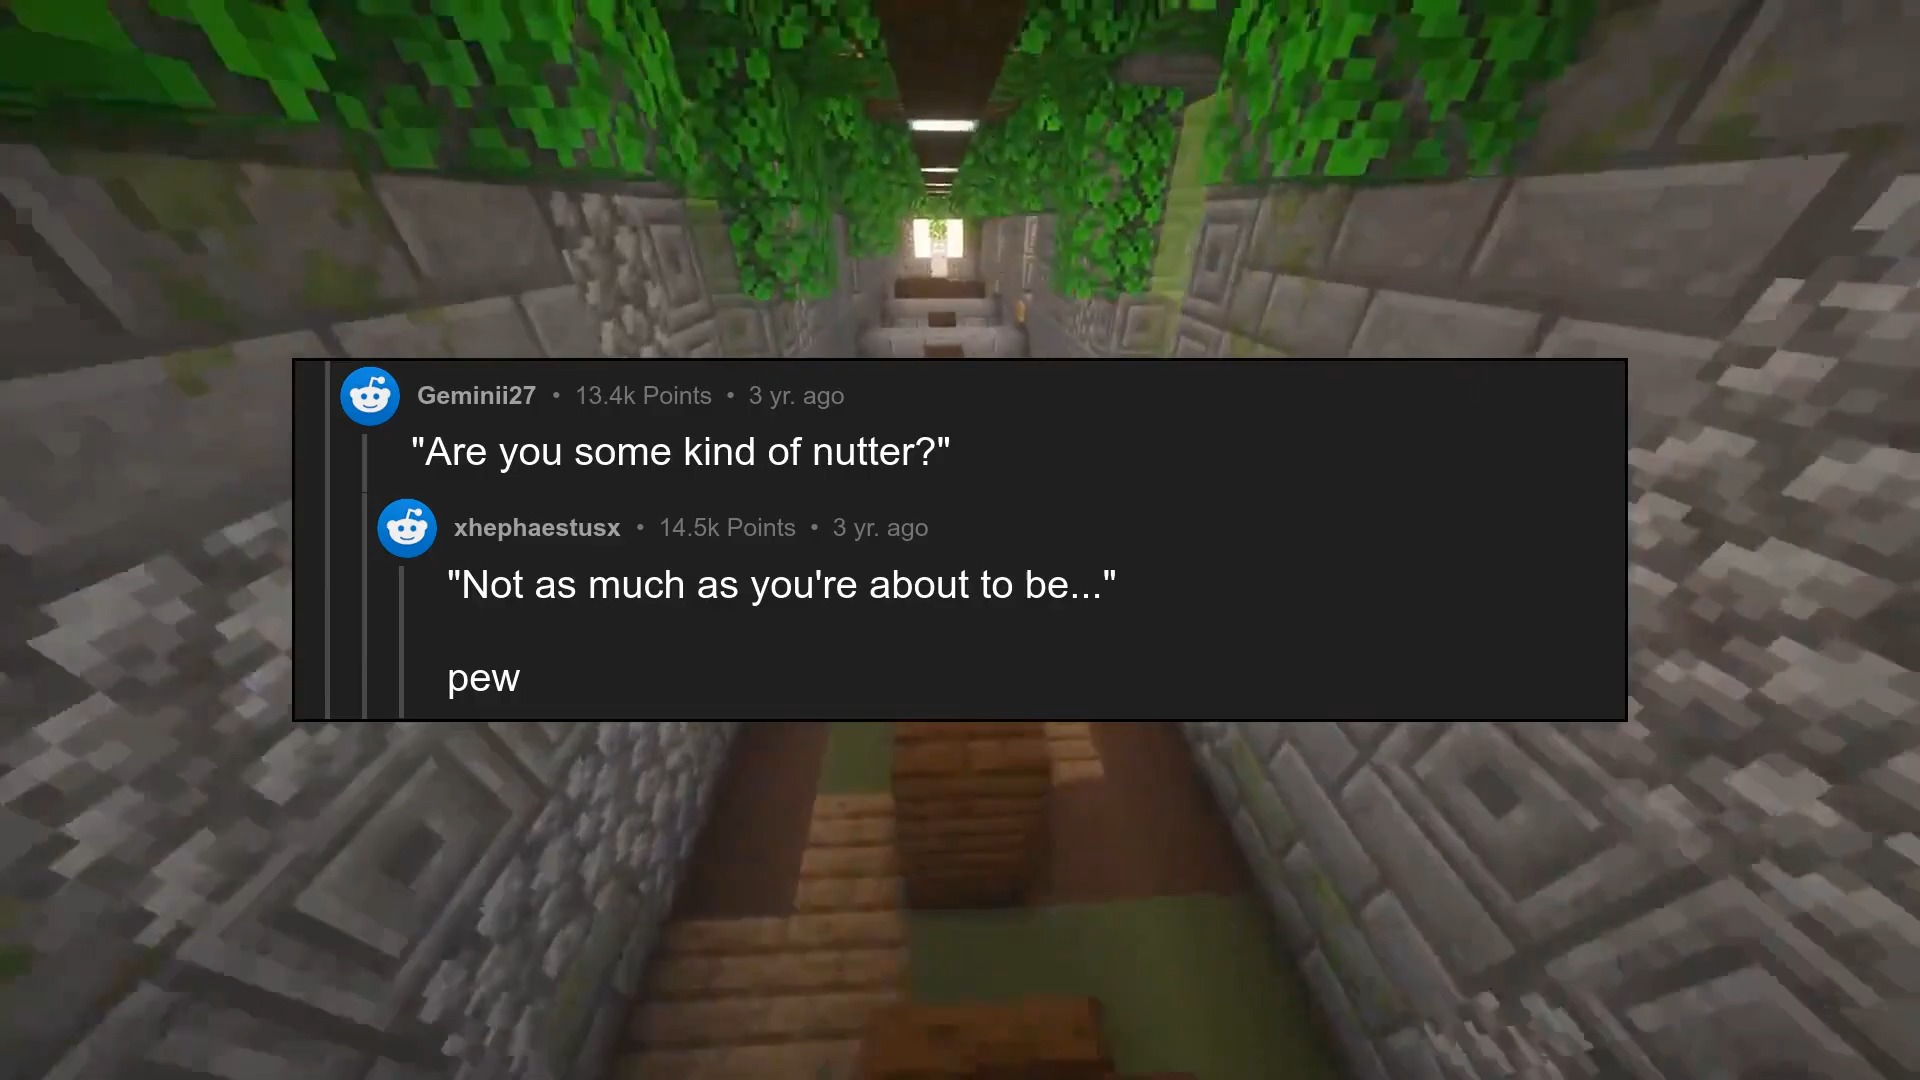 Geminii27 • 13.4k Points • 3 yr. ago
"Are you some kind of nutter?"
xhephaestusx • 14.5k Points • 3 yr. ago
"Not as much as you're about to be..."
pew